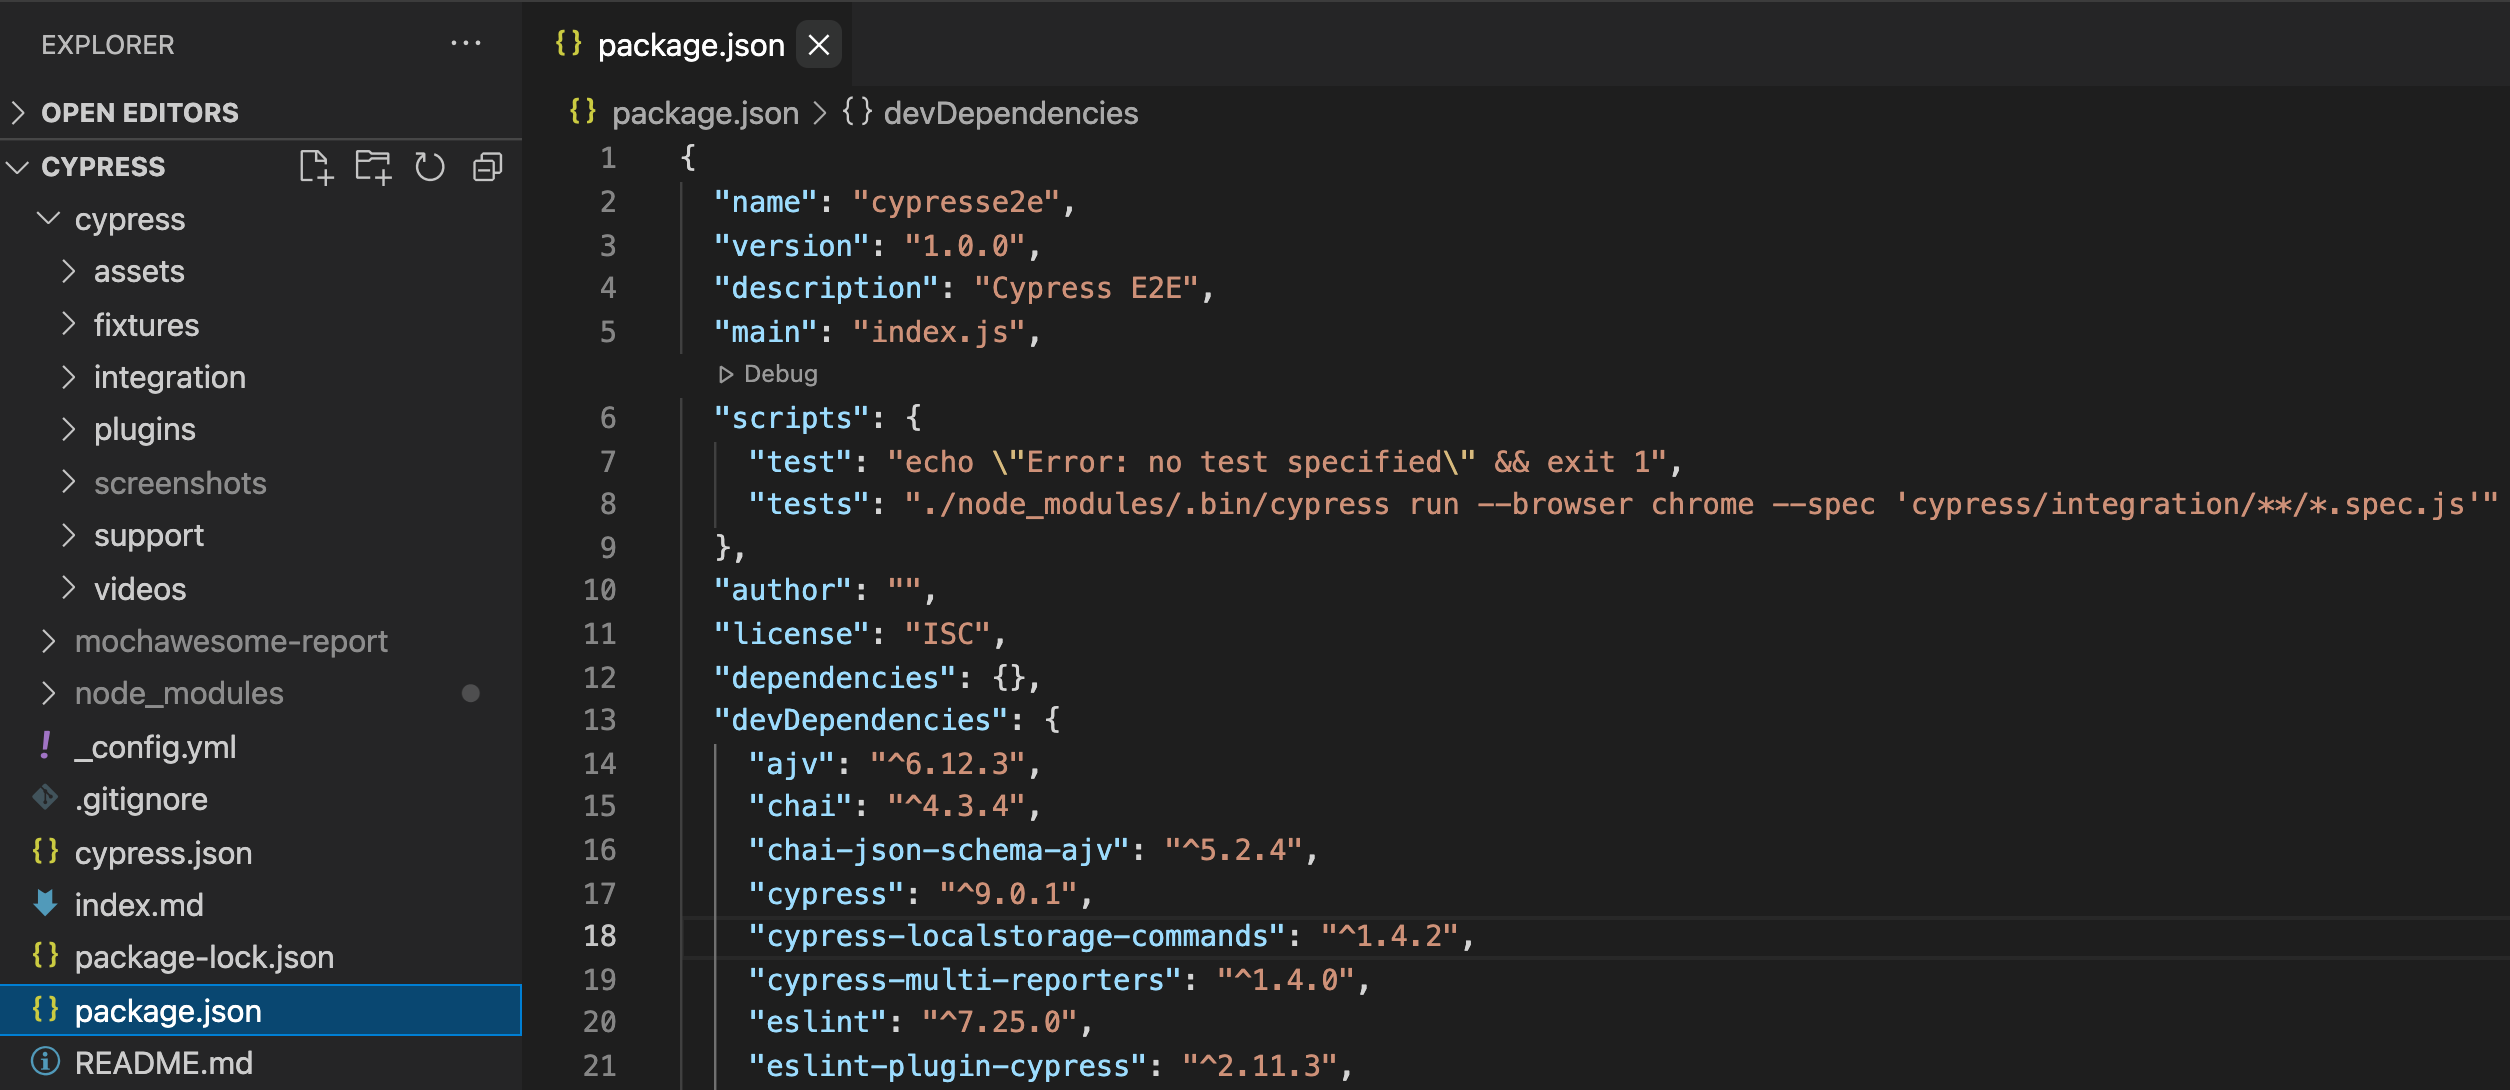 EXPLORER
OPEN EDITORS
CYPRESS
cypress
assets
fixtures
integration
plugins
screenshots
support
videos
mochawesome-report
node_modules
_config.yml
.gitignore
cypress.json
index.md
package-lock.json
package.json
README.md
{} package.json
{} package.json > {} devDependencies
1 {
2 "name": "cypresse2e",
3 "version": "1.0.0",
4 "description": "Cypress E2E",
5 "main": "index.js",
Debug
6 "scripts": {
7 "test": "echo \"Error: no test specified\" && exit 1",
8 "tests": "./node_modules/.bin/cypress run --browser chrome --spec 'cypress/integration/**/*.spec.js'"
9 },
10 "author": "",
11 "license": "ISC",
12 "dependencies": {},
13 "devDependencies": {
14 "ajv": "^6.12.3",
15 "chai": "^4.3.4",
16 "chai-json-schema-ajv": "^5.2.4",
17 "cypress": "^9.0.1",
18 "cypress-localstorage-commands": "^1.4.2",
19 "cypress-multi-reporters": "^1.4.0",
20 "eslint": "^7.25.0",
21 "eslint-plugin-cypress": "^2.11.3",